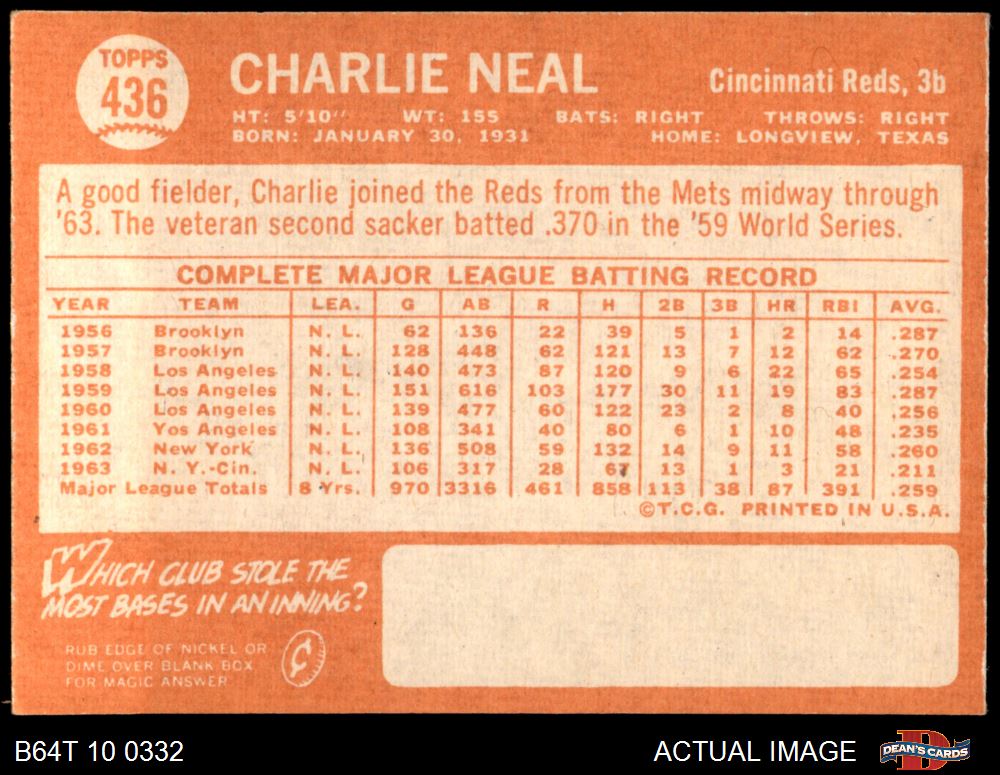 TOPPS
436
CHARLIE NEAL
Cincinnati Reds, 3b
HT: 5'10" WT: 155 BATS: RIGHT THROWS: RIGHT
BORN: JANUARY 30, 1931 HOME: LONGVIEW, TEXAS
A good fielder, Charlie joined the Reds from the Mets midway through
'63. The veteran second sacker batted .370 in the '59 World Series.
COMPLETE MAJOR LEAGUE BATTING RECORD
YEAR TEAM LEA. G AB R H 2B 3B HR RBI AVG.
1956 Brooklyn N. L. 62 136 22 39 5 1 2 14 .287
1957 Brooklyn N. L. 128 448 62 121 13 7 12 62 .270
1958 Los Angeles N. L. 140 473 87 120 9 6 22 65 .254
1959 Los Angeles N. L. 151 616 103 177 30 11 19 83 .287
1960 Los Angeles N. L. 139 477 60 122 23 2 8 40 .256
1961 Yos Angeles N. L. 108 341 40 80 6 1 10 48 .235
1962 New York N. L. 136 508 59 132 14 9 11 58 .260
1963 N. Y.-Cin. N. L. 106 317 28 67 13 1 3 21 .211
Major League Totals 8 Yrs. 970 3316 461 858 113 38 87 391 .259
©T.C.G. PRINTED IN U.S.A.
WHICH CLUB STOLE THE
MOST BASES IN AN INNING?
RUB EDGE OF NICKEL OR
DIME OVER BLANK BOX
FOR MAGIC ANSWER
¢
B64T 10 0332
ACTUAL IMAGE
DEAN'S CARDS